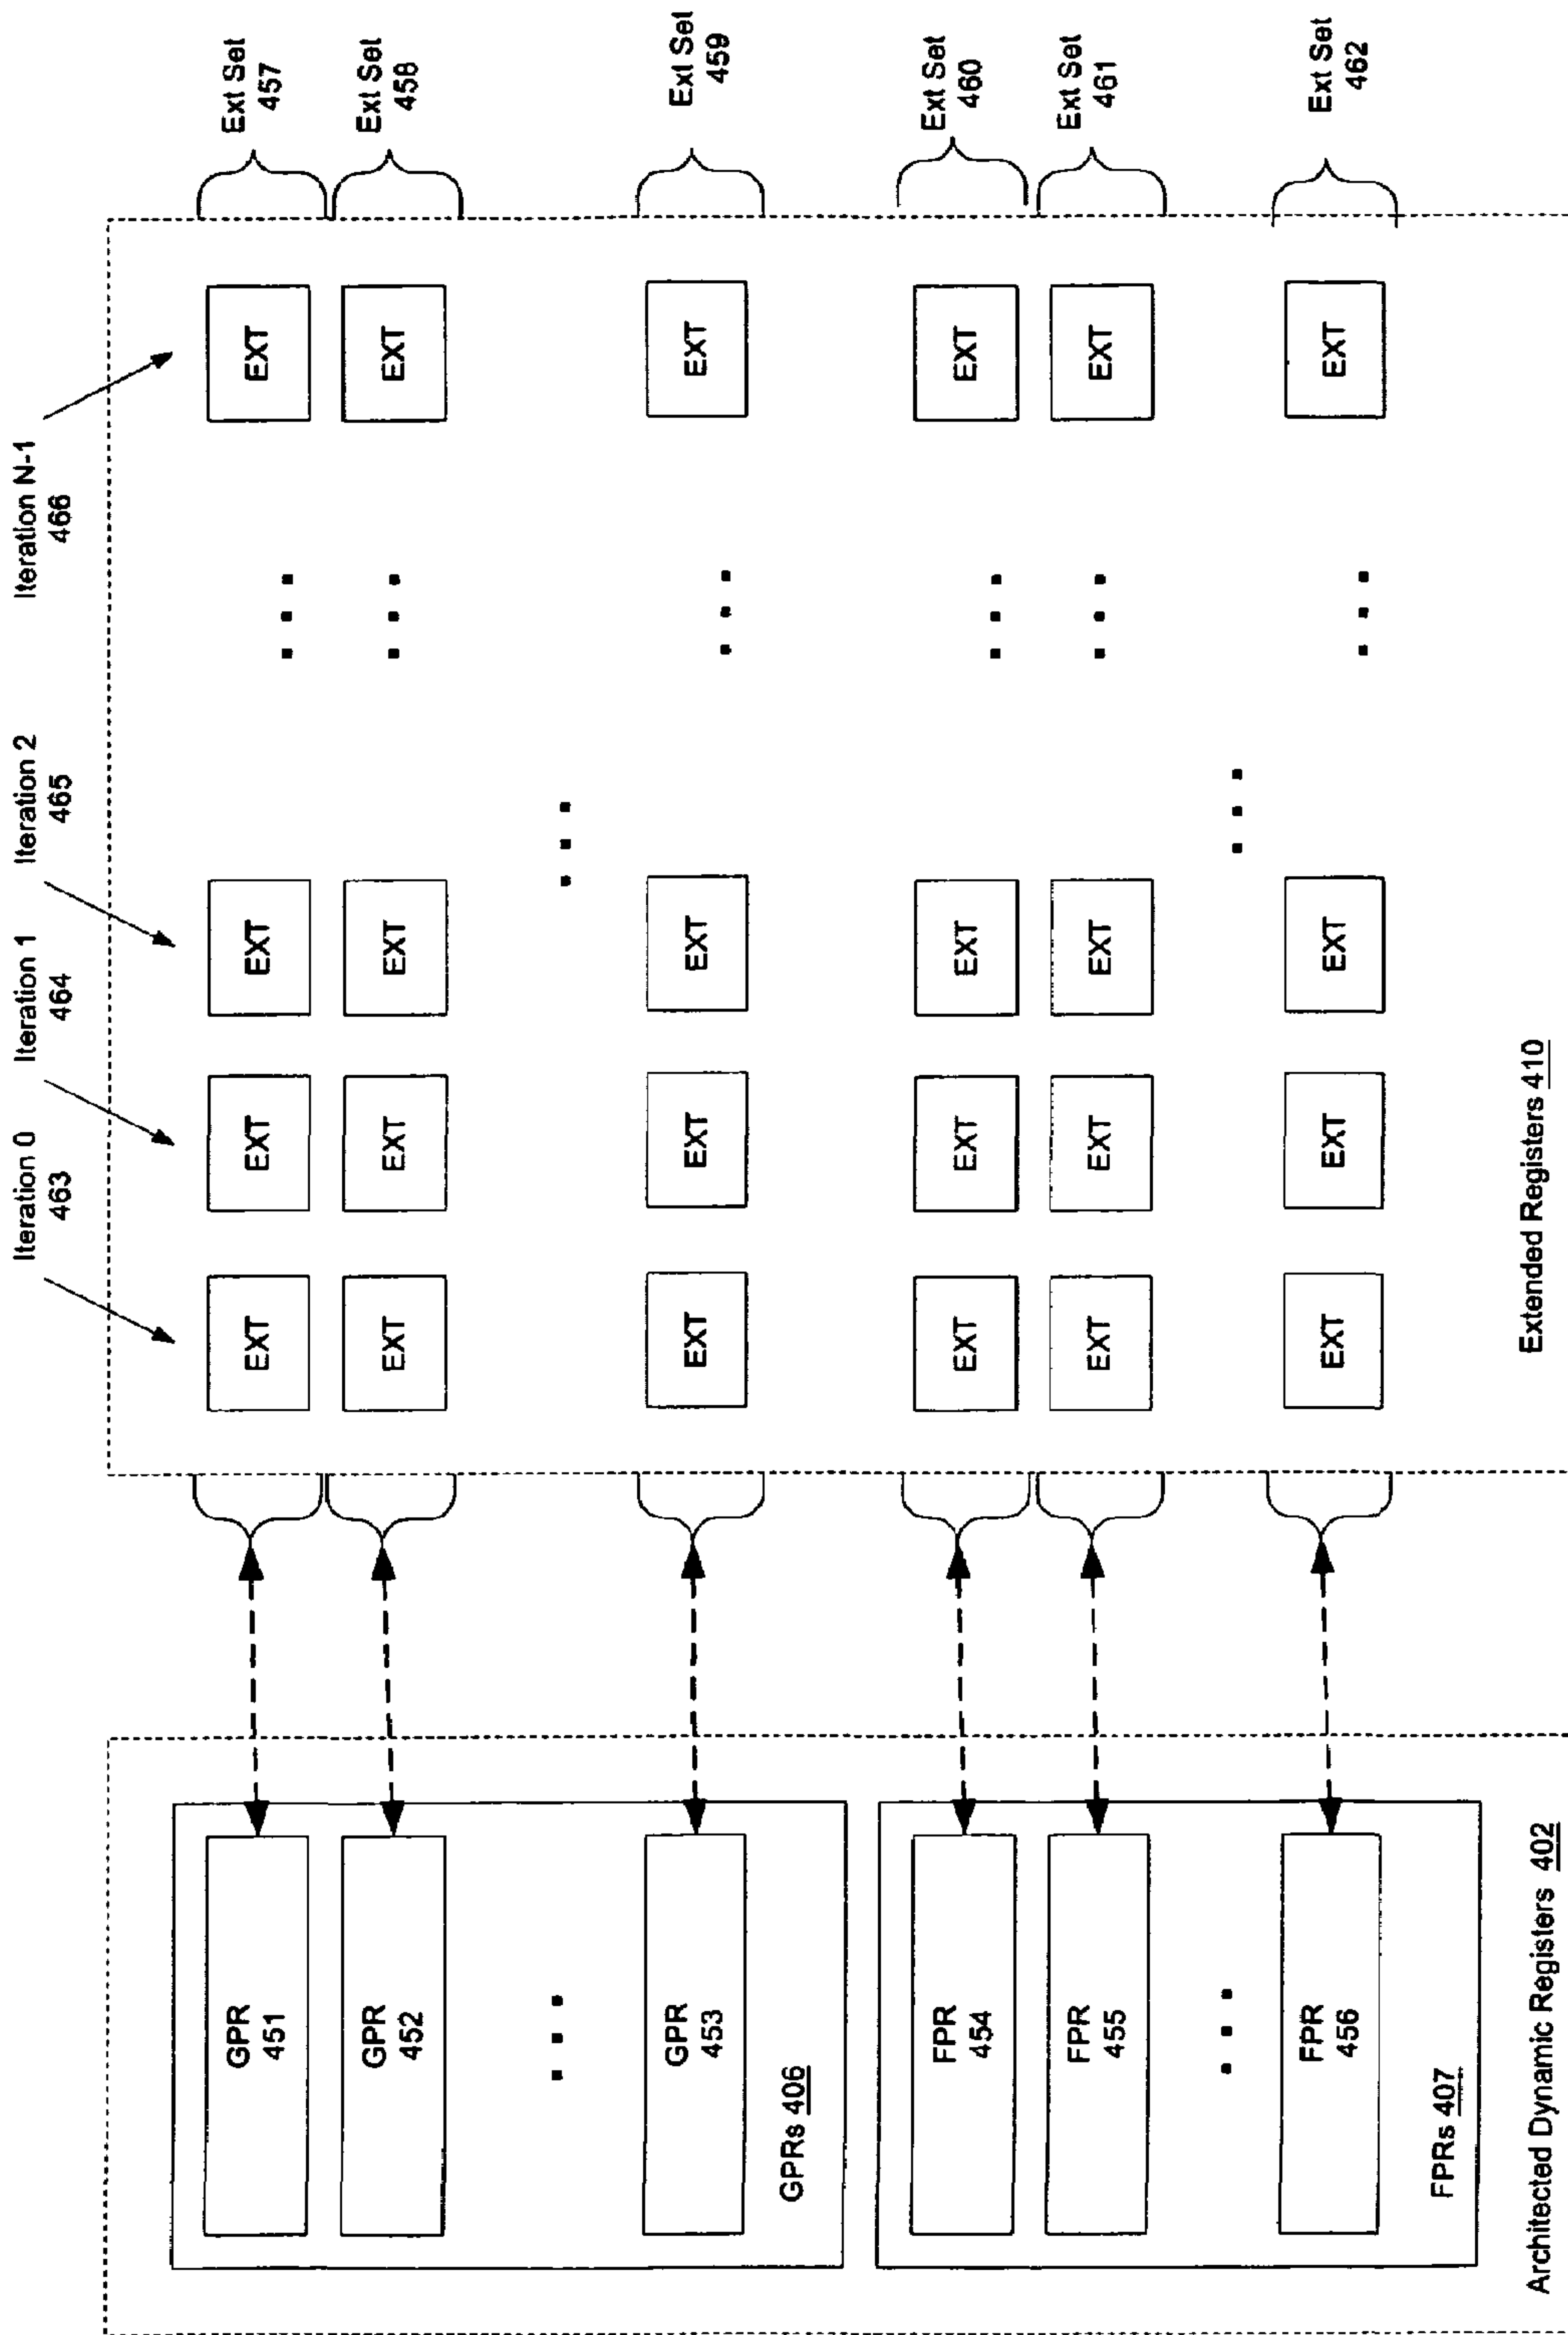 Iteration 0
463
Iteration 1
464
Iteration 2
465
Iteration N-1
466
GPR
451
EXT
EXT
EXT
EXT
Ext Set
457
GPR
452
EXT
EXT
EXT
EXT
Ext Set
458
GPR
453
EXT
EXT
EXT
EXT
Ext Set
459
GPRs 406
FPR
454
EXT
EXT
EXT
EXT
Ext Set
460
FPR
455
EXT
EXT
EXT
EXT
Ext Set
461
FPR
456
EXT
EXT
EXT
EXT
Ext Set
462
FPRs 407
Architected Dynamic Registers 402
Extended Registers 410